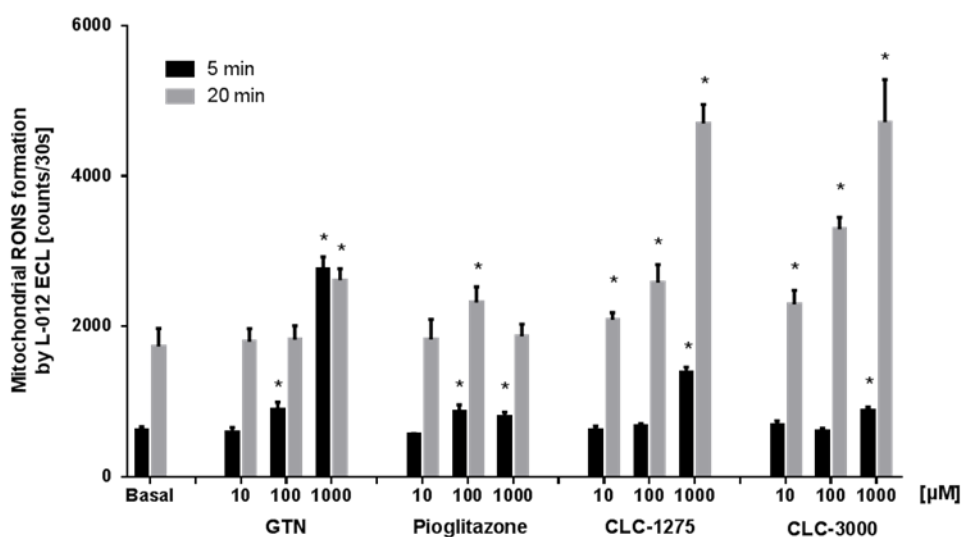 Mitochondrial RONS formation
by L-012 ECL [counts/30s]
6000
4000
2000
0
5 min
20 min
* * * * * * * * * * * * * *
Basal 10 100 1000 10 100 1000 10 100 1000 10 100 1000 [µM]
GTN Pioglitazone CLC-1275 CLC-3000